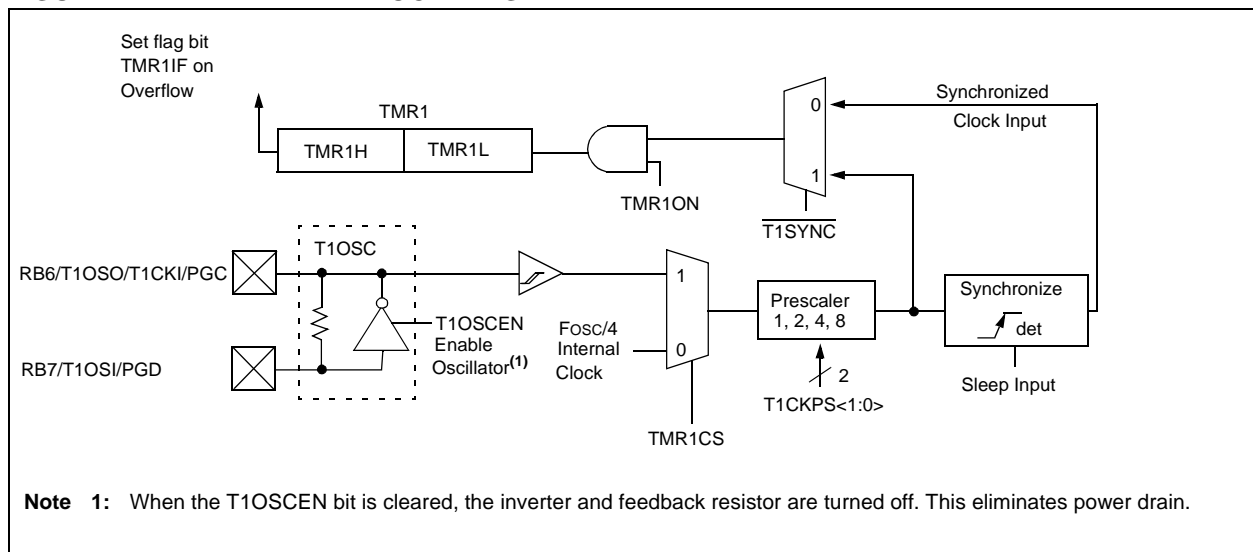 Set flag bit
TMR1IF on
Overflow
TMR1
TMR1H
TMR1L
TMR1ON
0
1
T1SYNC
Synchronized
Clock Input
RB6/T1OSO/T1CKI/PGC
RB7/T1OSI/PGD
T1OSC
T1OSCEN
Enable
Oscillator(1)
FOSC/4
Internal
Clock
1
0
TMR1CS
Prescaler
1, 2, 4, 8
2
T1CKPS<1:0>
Synchronize
det
Sleep Input
Note 1: When the T1OSCEN bit is cleared, the inverter and feedback resistor are turned off. This eliminates power drain.